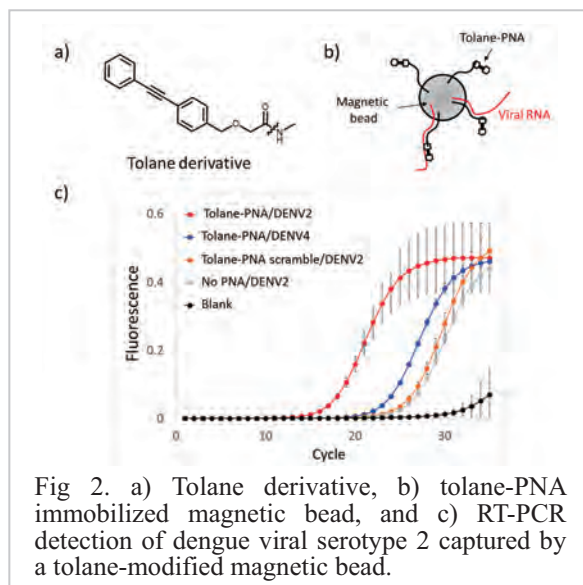 a)
b)
Tolane-PNA
O
O
N
H
Magnetic
bead
Viral RNA
Tolane derivative
c)
0.6
Tolane-PNA/DENV2
Tolane-PNA/DENV4
Tolane-PNA scramble/DENV2
No PNA/DENV2
Blank
0.4
0.2
0
Fluorescence
0
10
20
30
Cycle
Fig 2. a) Tolane derivative, b) tolane-PNA
immobilized magnetic bead, and c) RT-PCR
detection of dengue viral serotype 2 captured by
a tolane-modified magnetic bead.